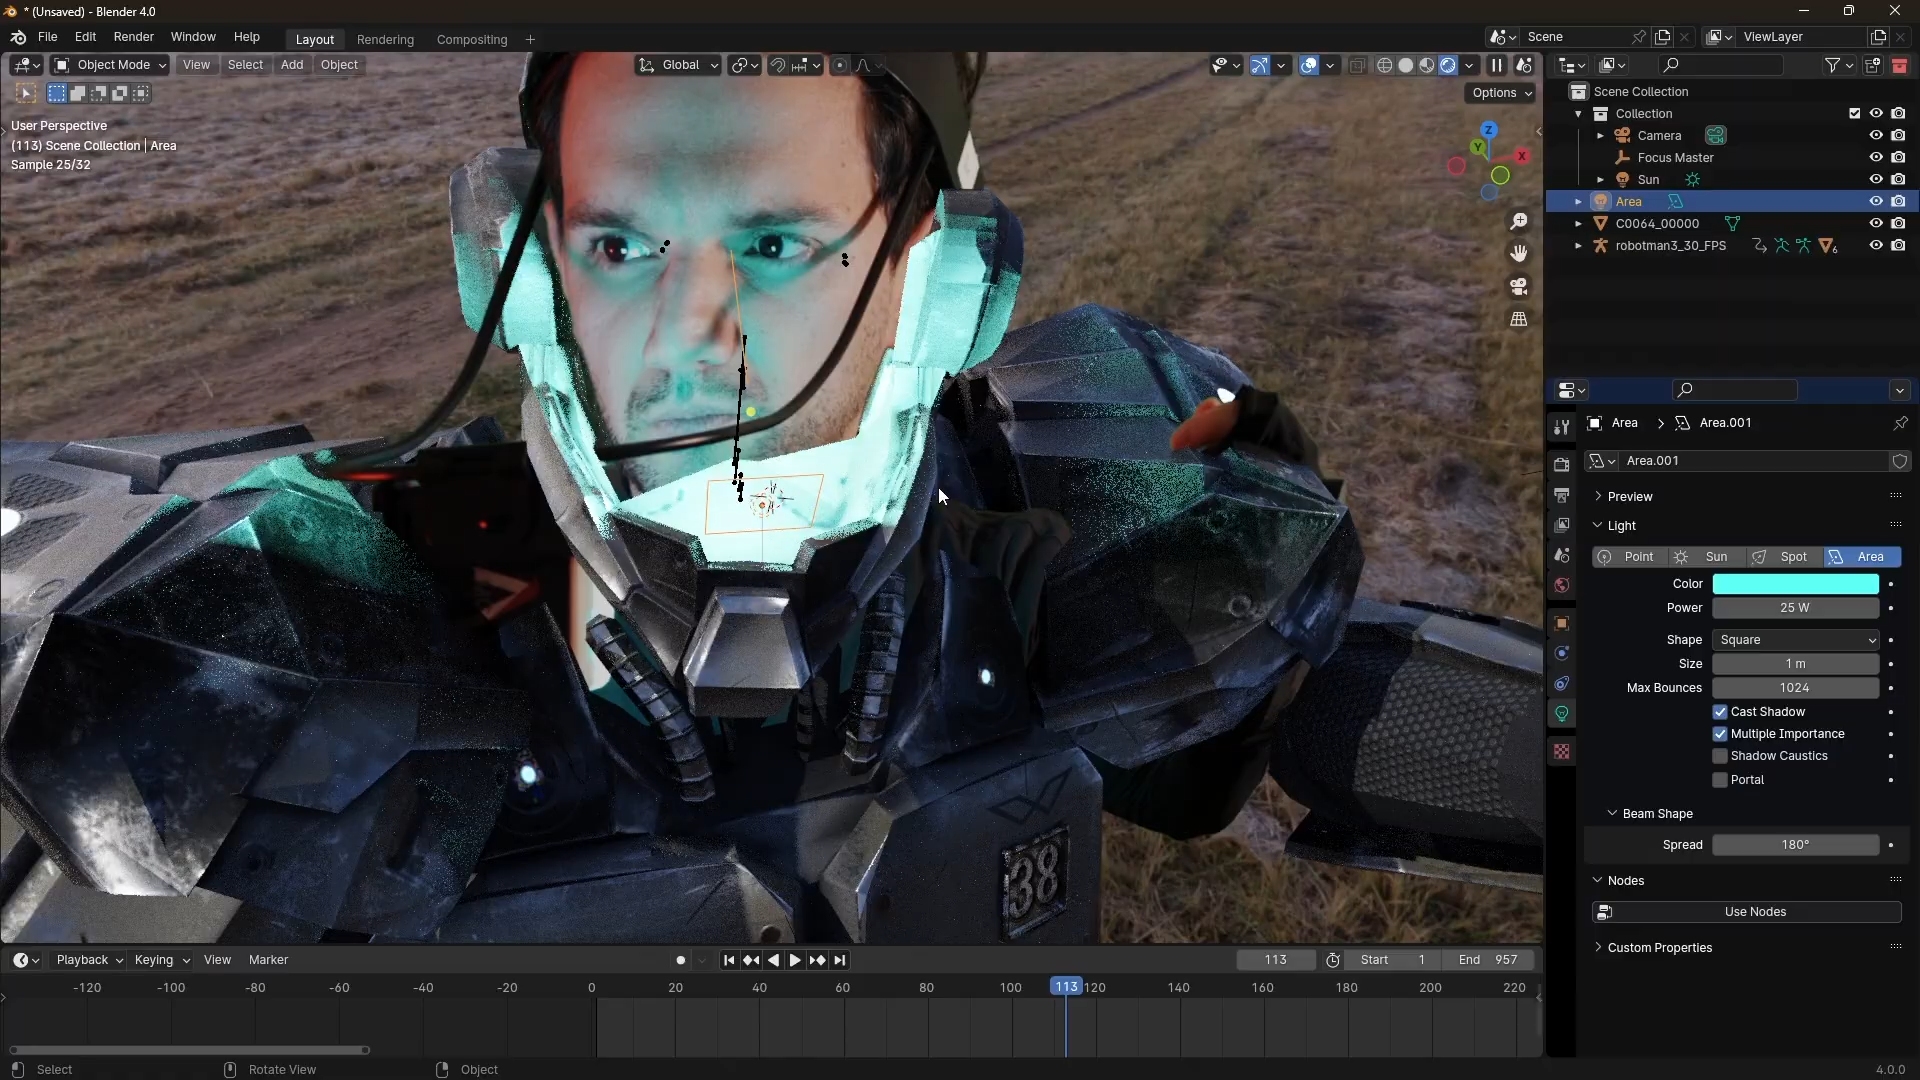 * (Unsaved) - Blender 4.0
File Edit Render Window Help Layout Rendering Compositing + Scene ViewLayer
Object Mode View Select Add Object Global
Options
User Perspective
(113) Scene Collection | Area
Sample 25/32
Z
Y
X
Scene Collection
Collection
Camera
Focus Master
Sun
Area
C0064_00000
robotman3_30_FPS
6
Area > Area.001
Area.001
Preview
Light
Point Sun Spot Area
Color
Power 25 W
Shape Square
Size 1 m
Max Bounces 1024
Cast Shadow
Multiple Importance
Shadow Caustics
Portal
Beam Shape
Spread 180°
Nodes
Use Nodes
Custom Properties
38
Playback Keying View Marker 113 Start 1 End 957
-120 -100 -80 -60 -40 -20 0 20 40 60 80 100 113 120 140 160 180 200 220
Select Rotate View Object 4.0.0